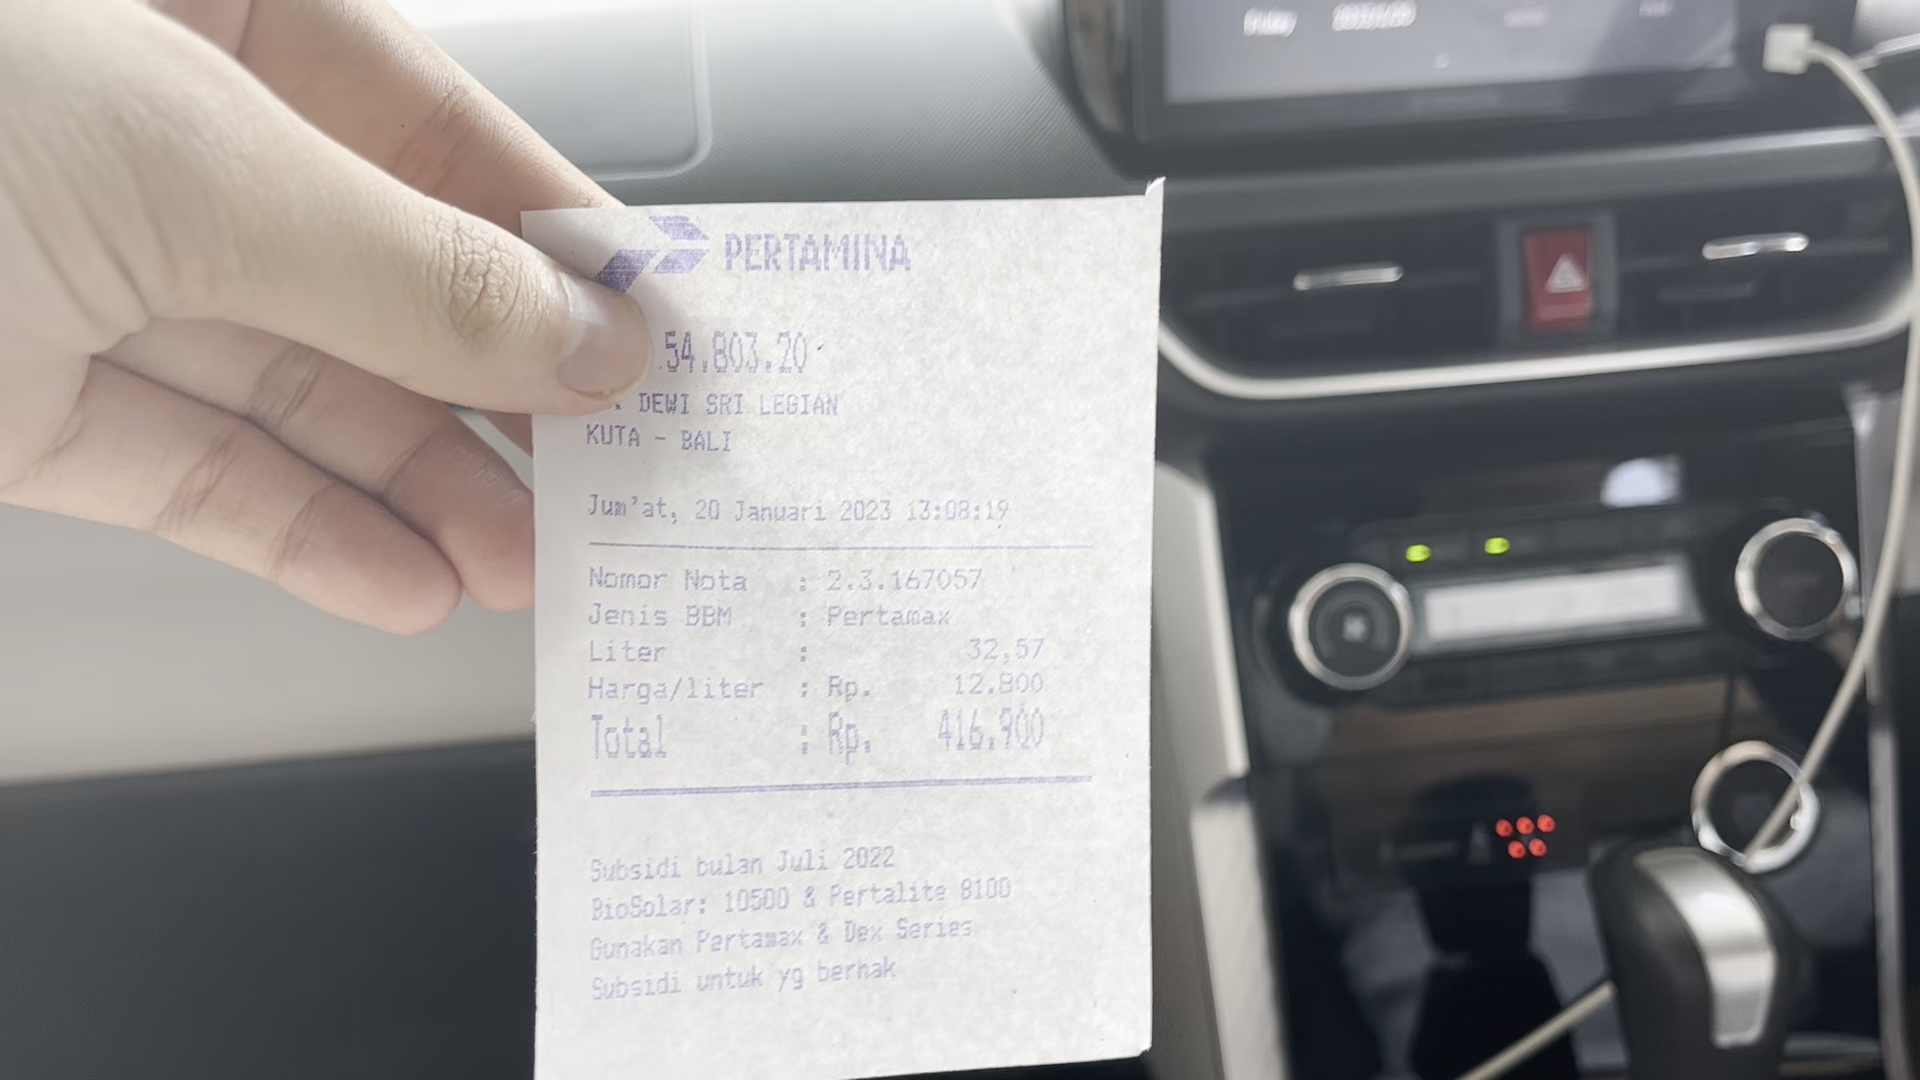 Friday
PERTAMINA
54.803.20
DEWI SRI LEGIAN
KUTA - BALI
Jum'at, 20 Januari 2023 13:08:19
Nomor Nota : 2.3.167057
Jenis BBM : Pertamax
Liter : 32,57
Harga/liter : Rp. 12.800
Total : Rp. 416.900
Subsidi bulan Juli 2022
BioSolar: 10500 & Pertalite 8100
Gunakan Pertamax & Dex Series
Subsidi untuk yg berhak